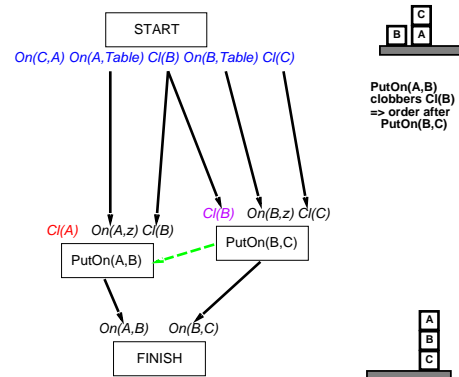 START
On(C,A) On(A,Table) Cl(B) On(B,Table) Cl(C)
C
B A
PutOn(A,B)
clobbers Cl(B)
=> order after
PutOn(B,C)
Cl(B) On(B,z) Cl(C)
Cl(A) On(A,z) Cl(B)
PutOn(B,C)
PutOn(A,B)
On(A,B) On(B,C)
FINISH
A
B
C